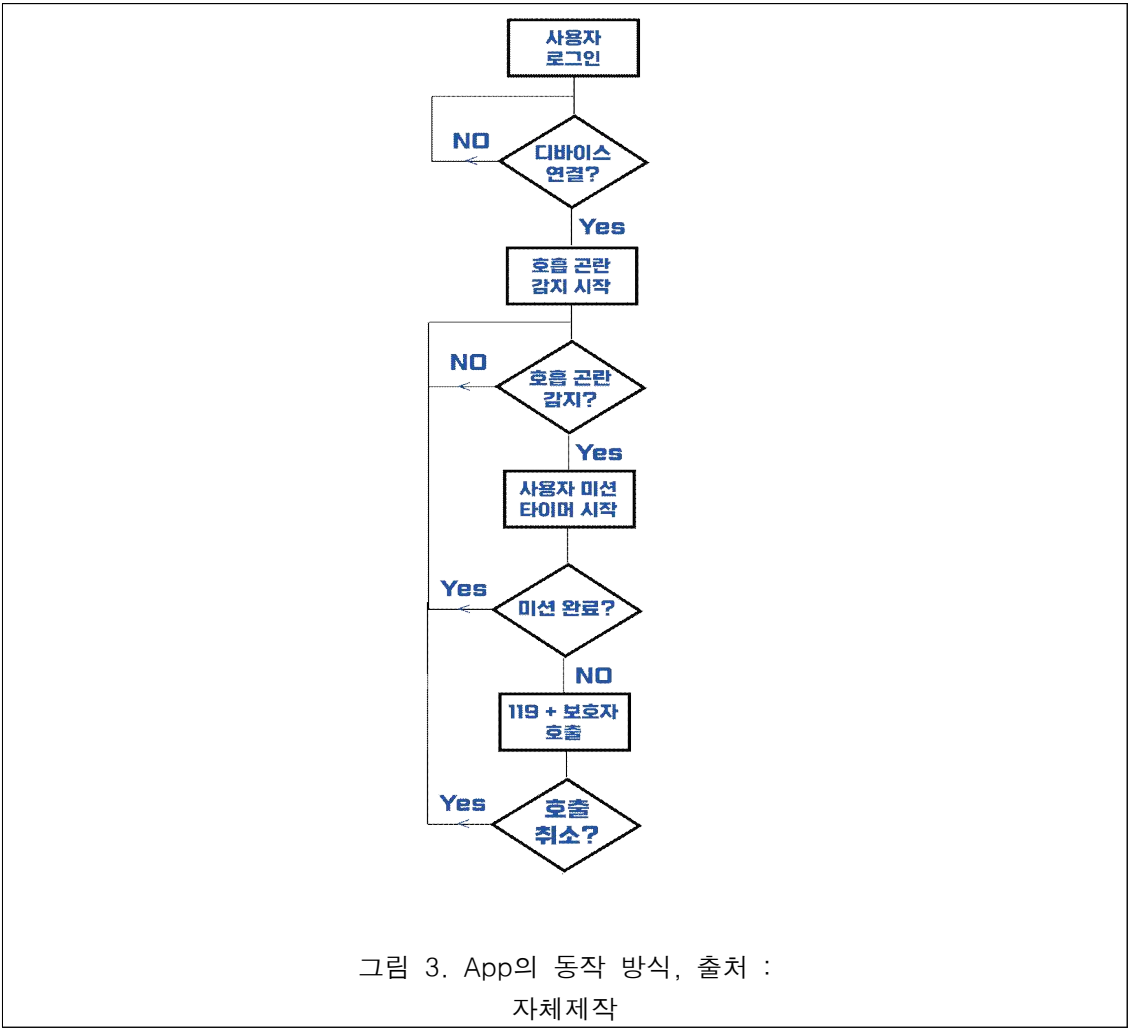 사용자
로그인
NO
디바이스
연결?
Yes
호흡 곤란
감지 시작
NO
호흡 곤란
감지?
Yes
사용자 미션
타이머 시작
Yes
미션 완료?
NO
119 + 보호자
호출
Yes
호출
취소?
그림 3. App의 동작 방식, 출처 :
자체제작